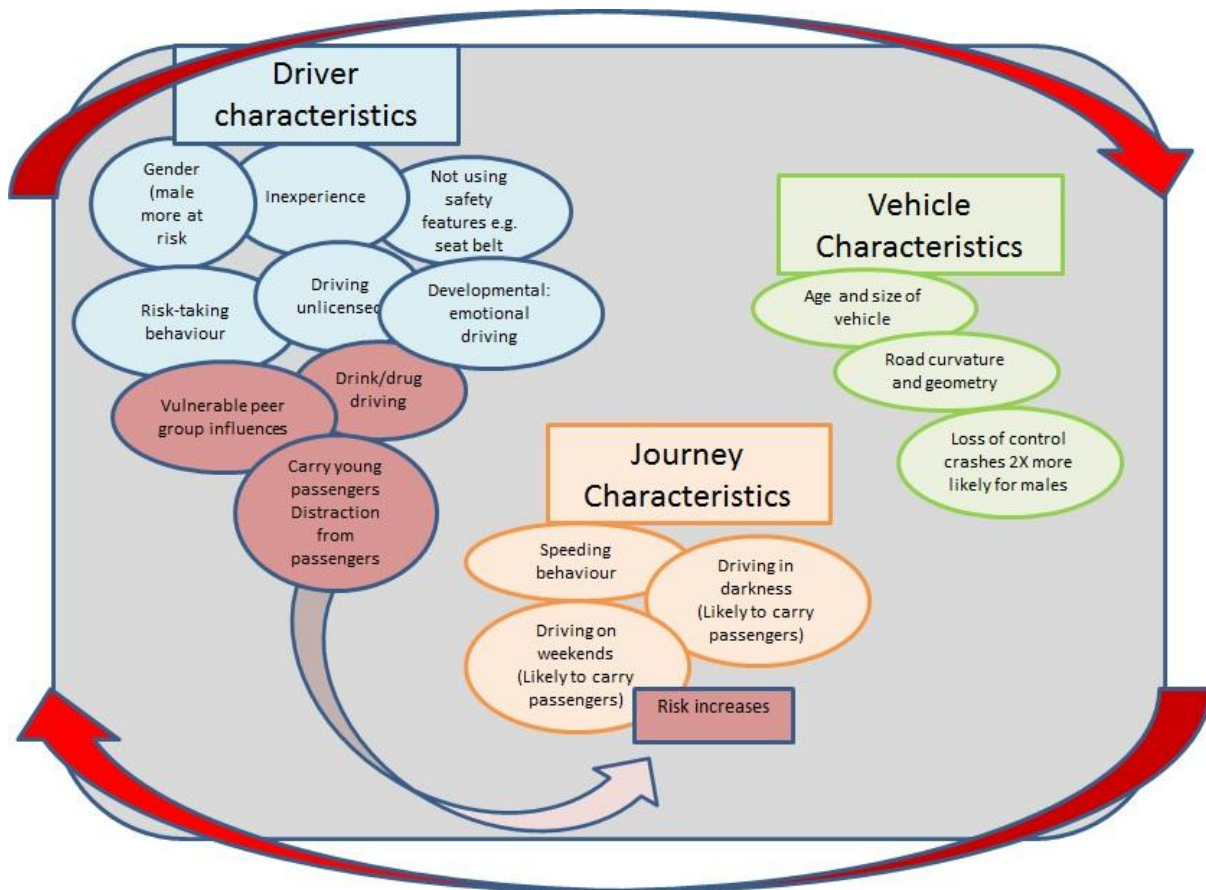 Driver
characteristics
Gender
(male
more at
risk
Inexperience
Not using
safety
features e.g.
seat belt
Risk-taking
behaviour
Driving
unlicensed
Developmental:
emotional
driving
Vulnerable peer
group influences
Drink/drug
driving
Carry young
passengers
Distraction
from
passengers
Journey
Characteristics
Speeding
behaviour
Driving in
darkness
(Likely to carry
passengers)
Driving on
weekends
(Likely to carry
passengers)
Risk increases
Vehicle
Characteristics
Age and size of
vehicle
Road curvature
and geometry
Loss of control
crashes 2X more
likely for males